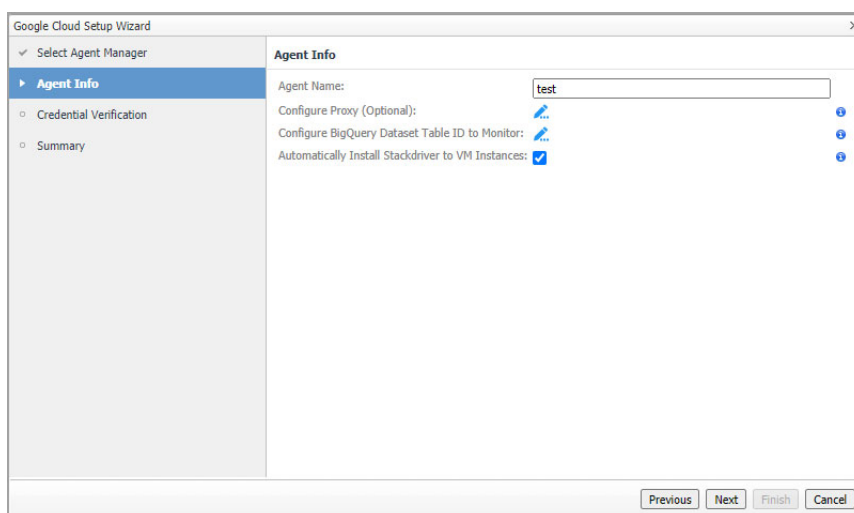 Google Cloud Setup Wizard
Select Agent Manager
Agent Info
Credential Verification
Summary
Agent Info
Agent Name: test
Configure Proxy (Optional):
Configure BigQuery Dataset Table ID to Monitor:
Automatically Install Stackdriver to VM Instances:
Previous Next Finish Cancel